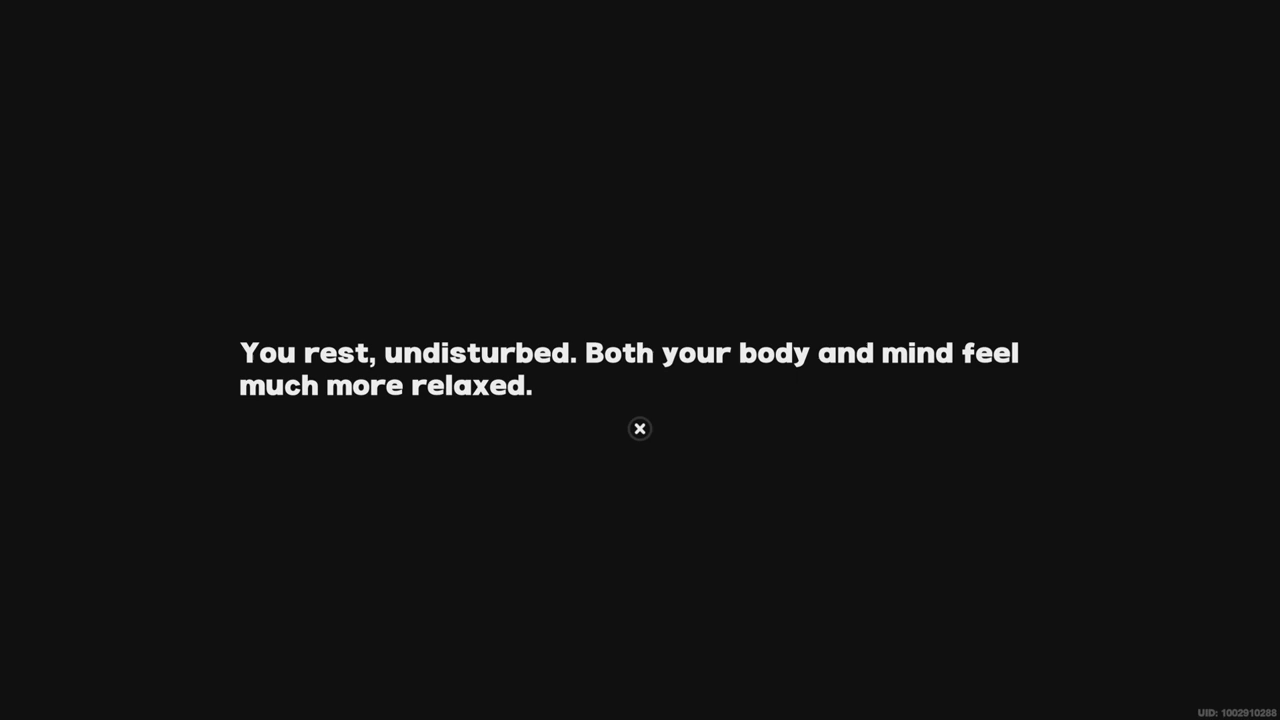 You rest, undisturbed. Both your body and mind feel
much more relaxed.
UID: 1002910288